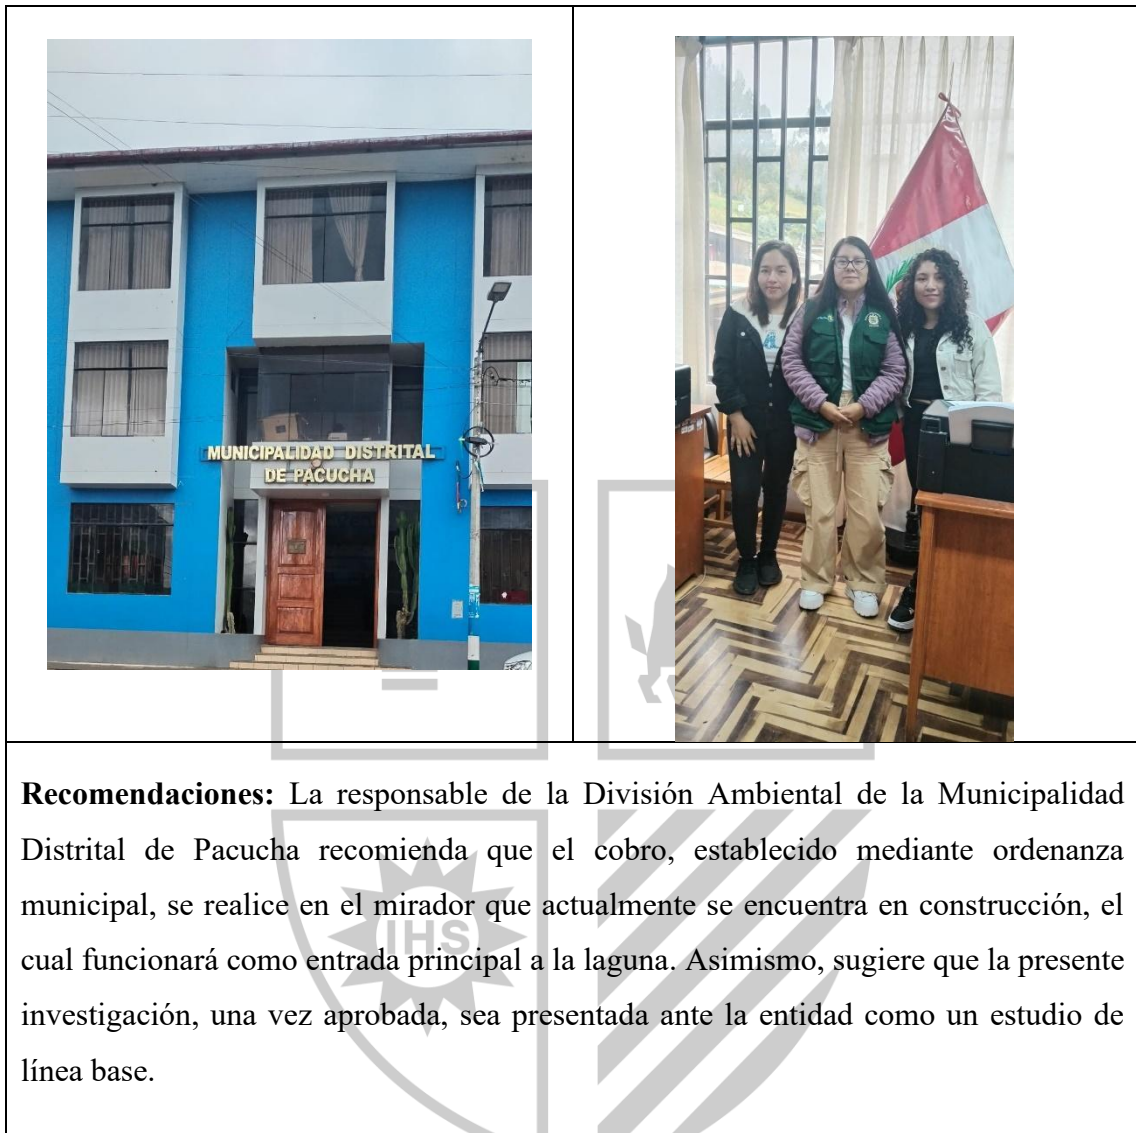 MUNICIPALIDAD DISTRITAL
DE PACUCHA
Recomendaciones: La responsable de la División Ambiental de la Municipalidad
Distrital de Pacucha recomienda que el cobro, establecido mediante ordenanza
municipal, se realice en el mirador que actualmente se encuentra en construcción, el
cual funcionará como entrada principal a la laguna. Asimismo, sugiere que la presente
investigación, una vez aprobada, sea presentada ante la entidad como un estudio de
línea base.
IHS